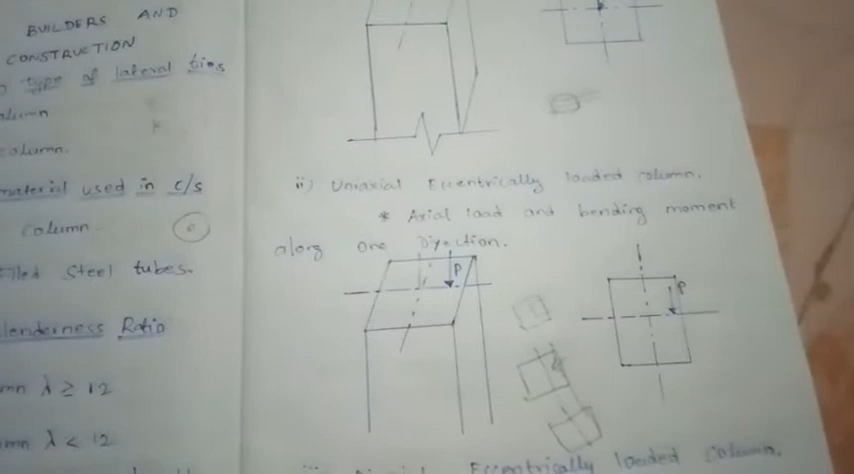 BUILDERS AND
CONSTRUCTION
type of lateral ties
column.
material used in c/s
column.
filled steel tubes.
slenderness Ratio
λ ≥ 12
λ < 12
ii) Uniaxial Eccentrically loaded column.
* Axial load and bending moment
along one Direction.
P
P
Eccentrically loaded column.